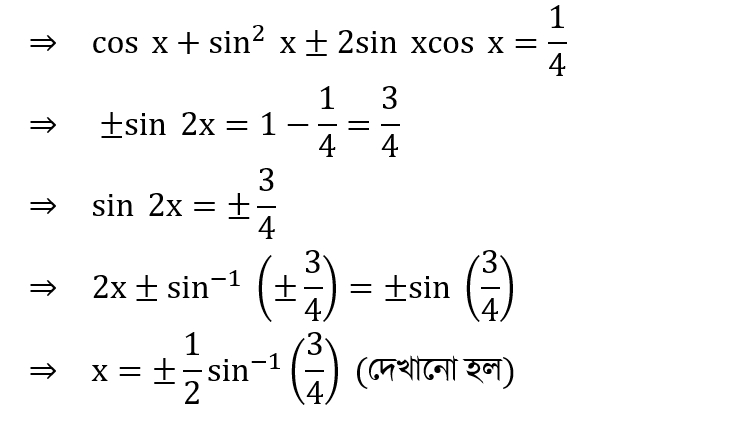 ⇒ cos x + sin² x ± 2sin xcos x = 1/4
⇒ ±sin 2x = 1 − 1/4 = 3/4
⇒ sin 2x = ± 3/4
⇒ 2x ± sin⁻¹ (± 3/4) = ±sin (3/4)
⇒ x = ± 1/2 sin⁻¹ (3/4) (দেখানো হল)